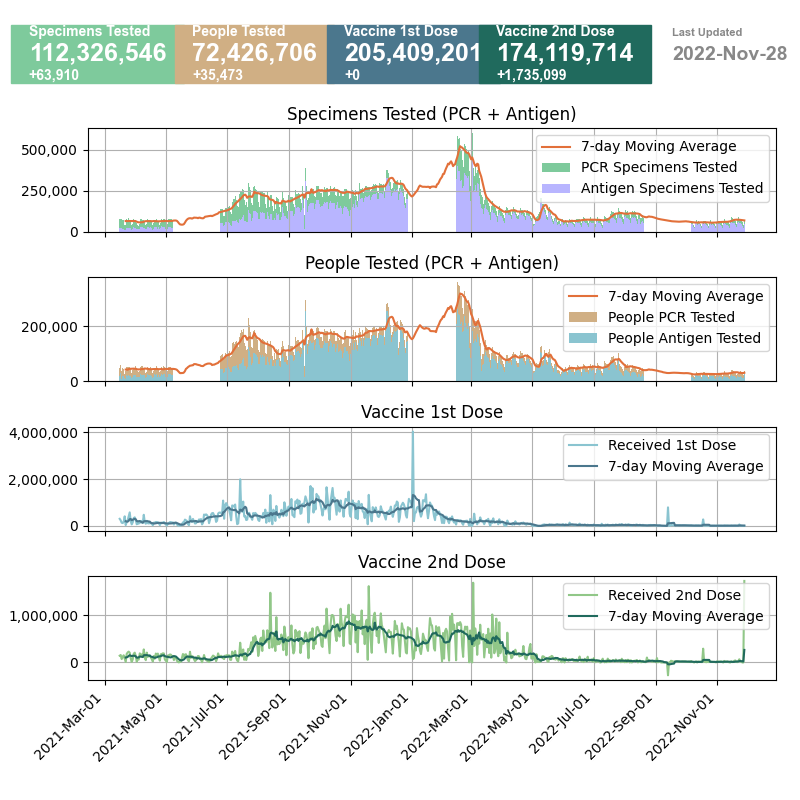 Specimens Tested
112,326,546
+63,910
People Tested
72,426,706
+35,473
Vaccine 1st Dose
205,409,201
+0
Vaccine 2nd Dose
174,119,714
+1,735,099
Last Updated
2022-Nov-28
Specimens Tested (PCR + Antigen)
500,000
250,000
0
7-day Moving Average
PCR Specimens Tested
Antigen Specimens Tested
People Tested (PCR + Antigen)
200,000
0
7-day Moving Average
People PCR Tested
People Antigen Tested
Vaccine 1st Dose
4,000,000
2,000,000
0
Received 1st Dose
7-day Moving Average
Vaccine 2nd Dose
1,000,000
0
Received 2nd Dose
7-day Moving Average
2021-Mar-01
2021-May-01
2021-Jul-01
2021-Sep-01
2021-Nov-01
2022-Jan-01
2022-Mar-01
2022-May-01
2022-Jul-01
2022-Sep-01
2022-Nov-01